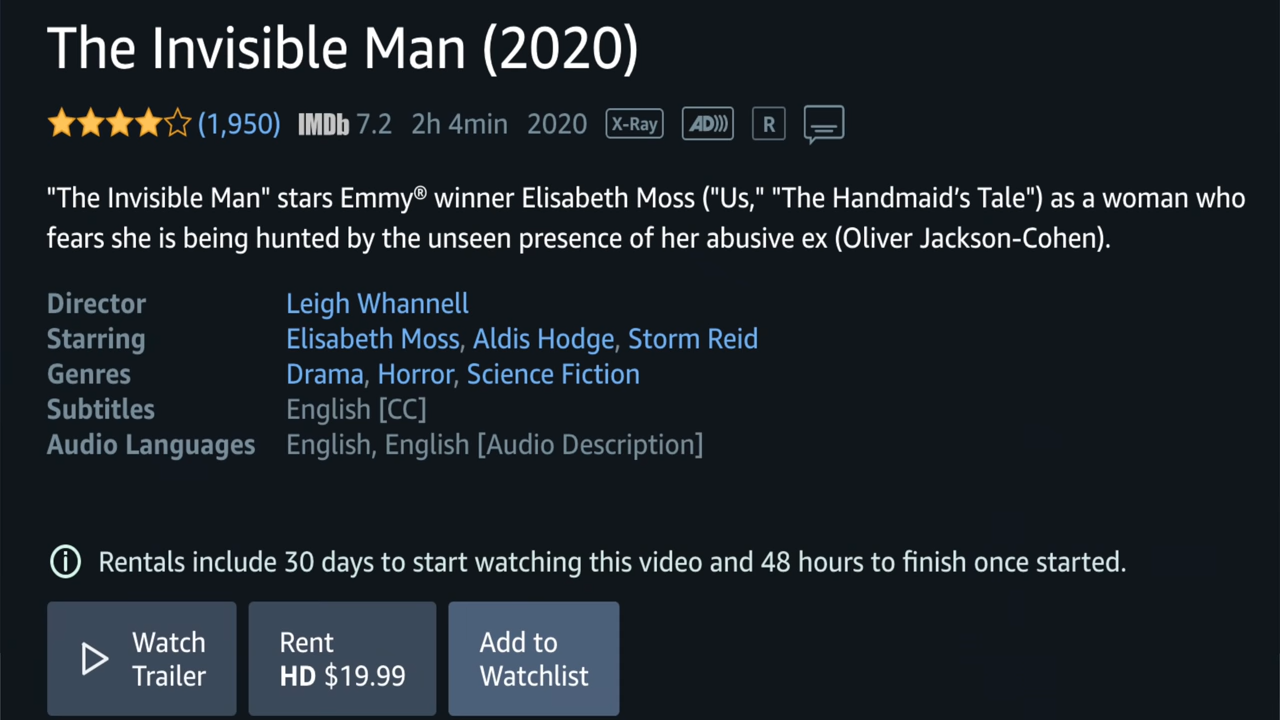 The Invisible Man (2020)
(1,950) IMDb 7.2 2h 4min 2020 X-Ray AD))) R
"The Invisible Man" stars Emmy® winner Elisabeth Moss ("Us," "The Handmaid’s Tale") as a woman who
fears she is being hunted by the unseen presence of her abusive ex (Oliver Jackson-Cohen).
Director Leigh Whannell
Starring Elisabeth Moss, Aldis Hodge, Storm Reid
Genres Drama, Horror, Science Fiction
Subtitles English [CC]
Audio Languages English, English [Audio Description]
Rentals include 30 days to start watching this video and 48 hours to finish once started.
Watch
Trailer
Rent
HD $19.99
Add to
Watchlist